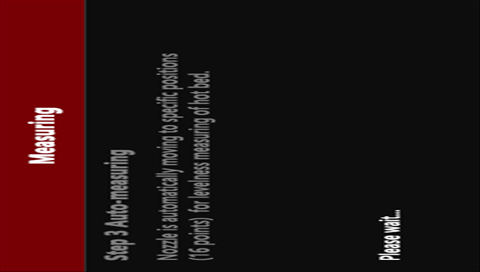 Measuring
Step 3 Auto-measuring
Nozzle is automatically moving to specific positions
(16 points) for levelness measuring of hot bed.
Please wait...